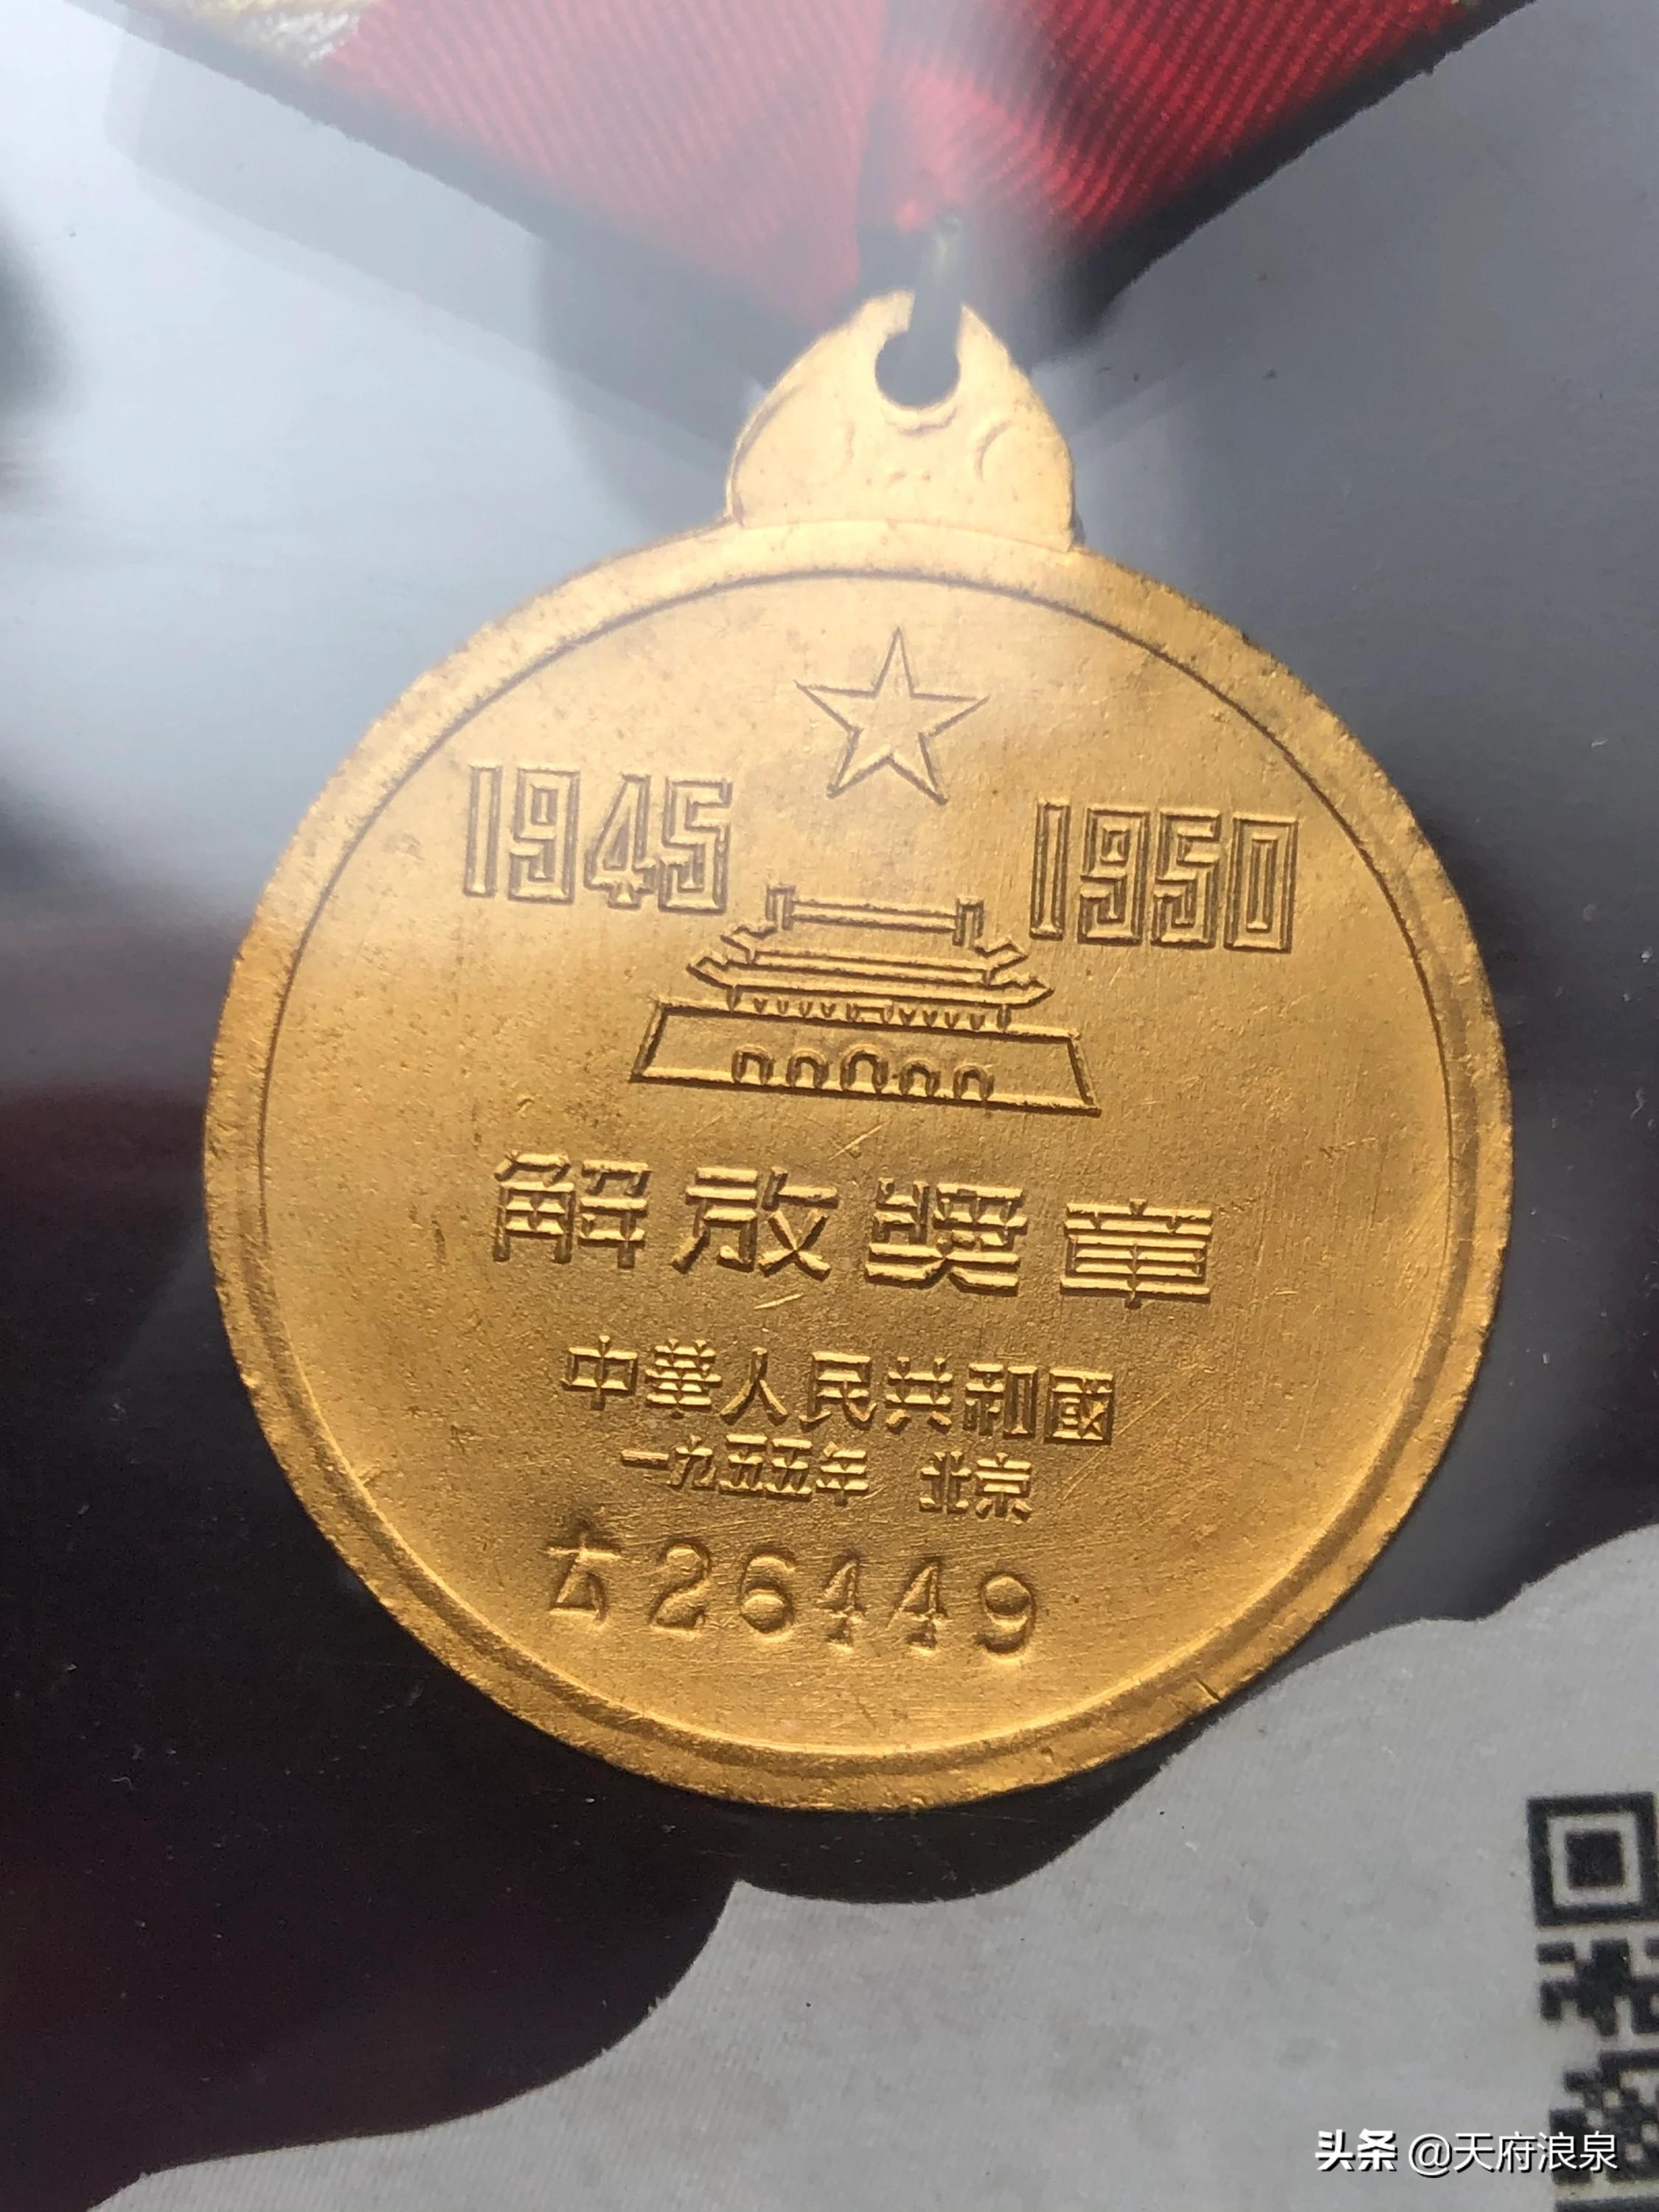 1945 1950
解放獎章
中華人民共和國
一九五五年 北京
26449
头条 @天府浪泉